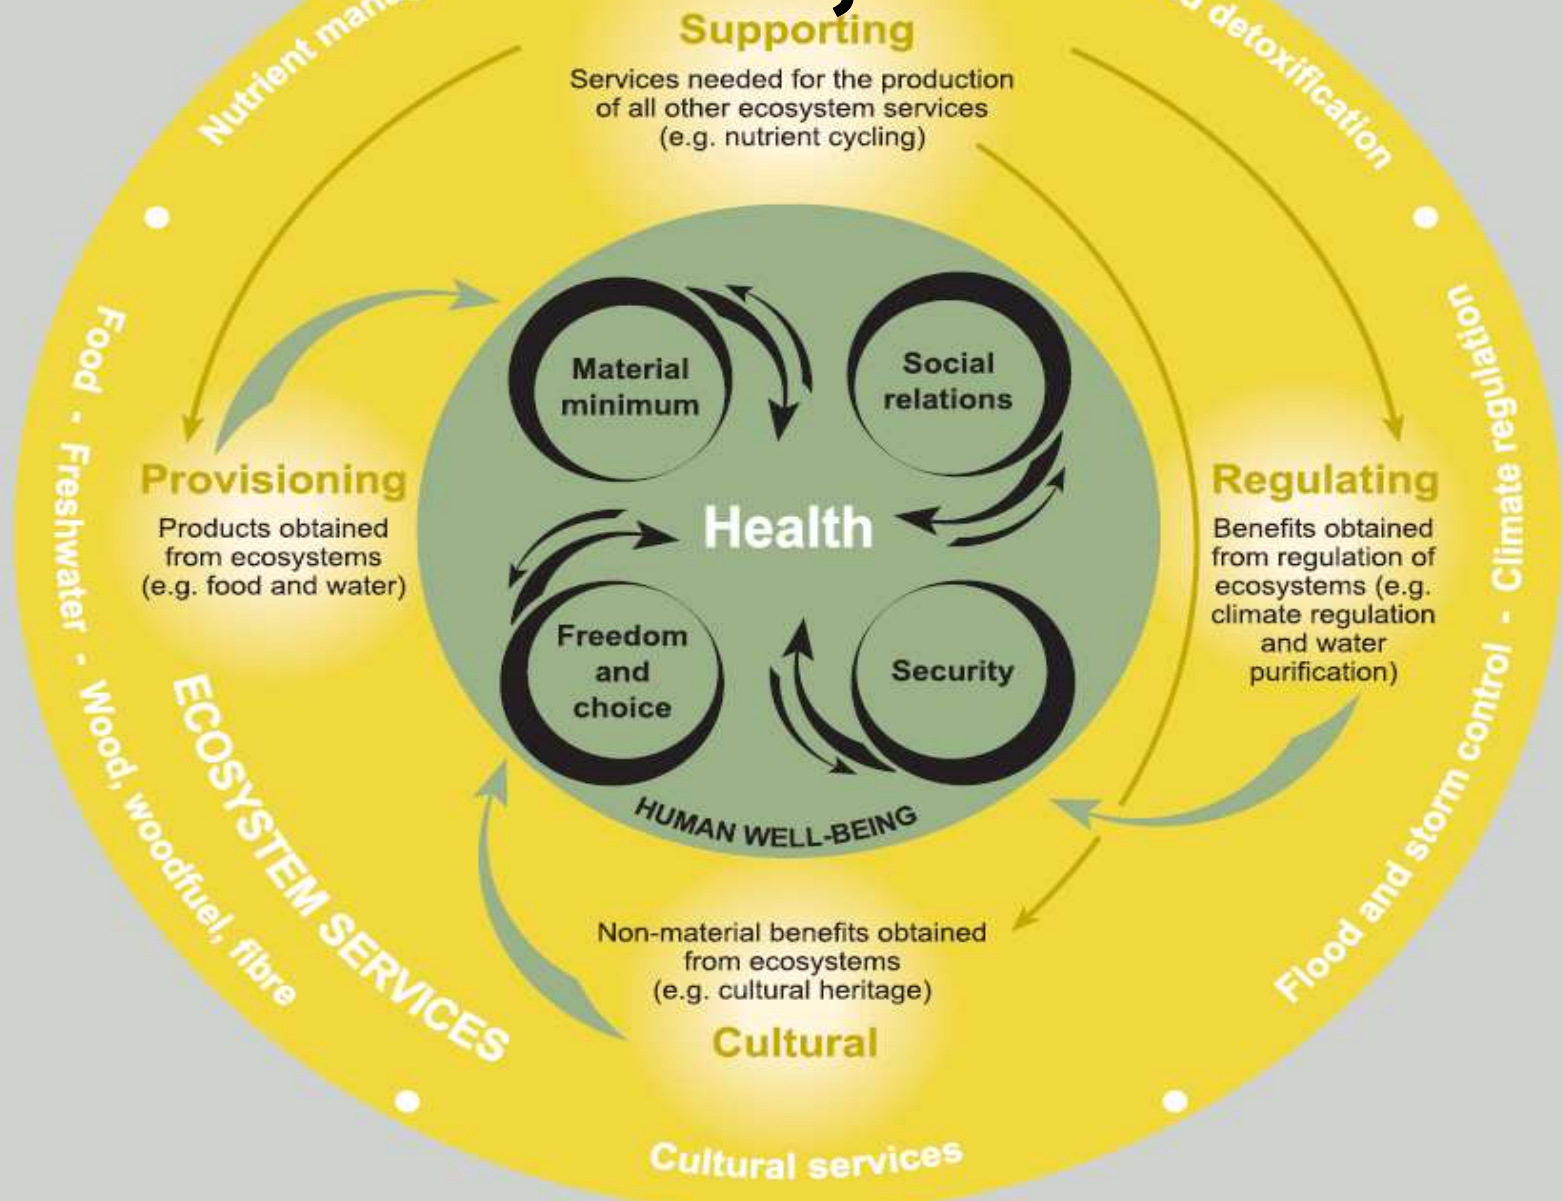 Nutrient
detoxification
Supporting
Services needed for the production
of all other ecosystem services
(e.g. nutrient cycling)
Food - Freshwater - Wood, woodfuel, fibre
Climate regulation - Flood and storm control
Material
minimum
Social
relations
Provisioning
Products obtained
from ecosystems
(e.g. food and water)
Health
Regulating
Benefits obtained
from regulation of
ecosystems (e.g.
climate regulation
and water
purification)
Freedom
and
choice
Security
HUMAN WELL-BEING
ECOSYSTEM SERVICES
Non-material benefits obtained
from ecosystems
(e.g. cultural heritage)
Cultural
Cultural services